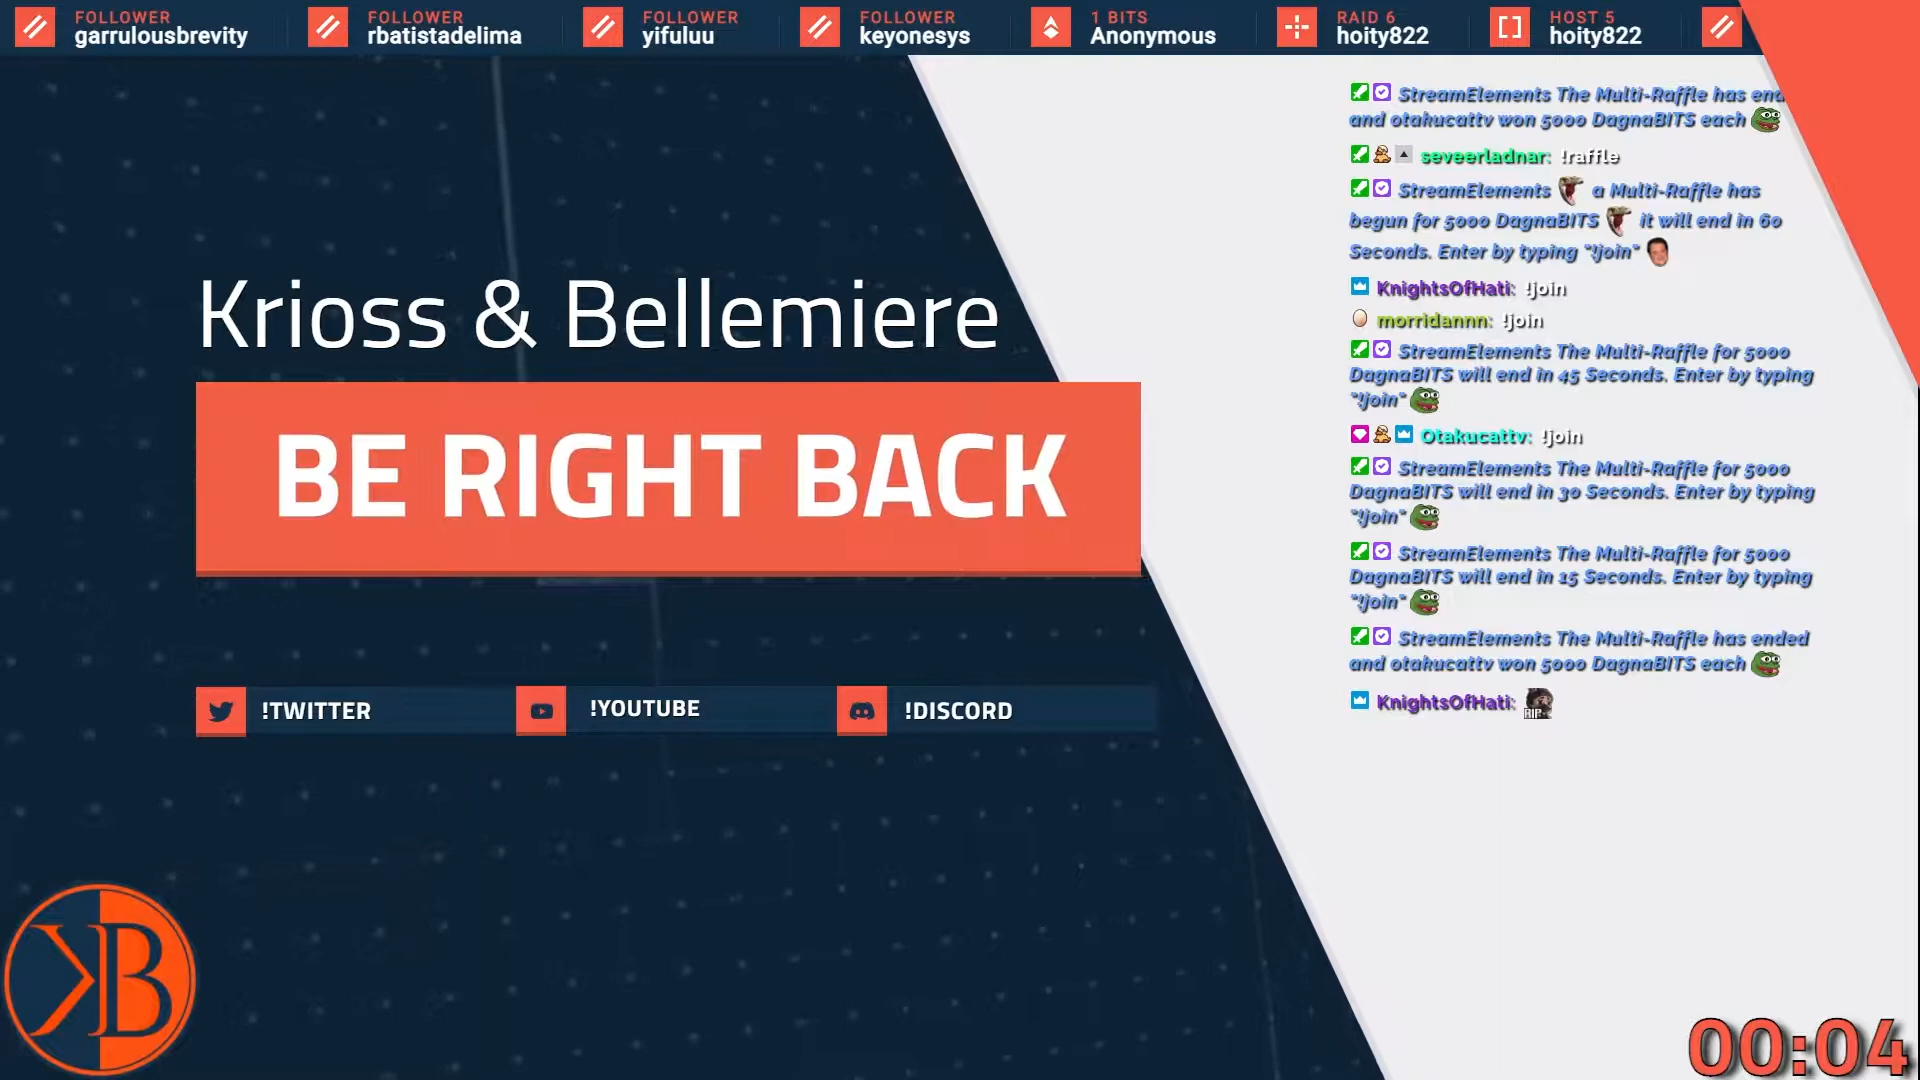 FOLLOWER
garrulousbrevity
FOLLOWER
rbatistadelima
FOLLOWER
yifuluu
FOLLOWER
keyonesys
1 BITS
Anonymous
RAID 6
hoity822
HOST 5
hoity822
Krioss & Bellemiere
BE RIGHT BACK
!TWITTER
!YOUTUBE
!DISCORD
KB
StreamElements The Multi-Raffle has
and otakucattv won 5000 DagnaBITS each
seveerladnar: !raffle
StreamElements a Multi-Raffle has
begun for 5000 DagnaBITS it will end in 60
Seconds. Enter by typing "!join"
KnightsOfHati: !join
morridannn: !join
StreamElements The Multi-Raffle for 5000
DagnaBITS will end in 45 Seconds. Enter by typing
"!join"
Otakucattv: !join
StreamElements The Multi-Raffle for 5000
DagnaBITS will end in 30 Seconds. Enter by typing
"!join"
StreamElements The Multi-Raffle for 5000
DagnaBITS will end in 15 Seconds. Enter by typing
"!join"
StreamElements The Multi-Raffle has ended
and otakucattv won 5000 DagnaBITS each
KnightsOfHati: RIP
00:04